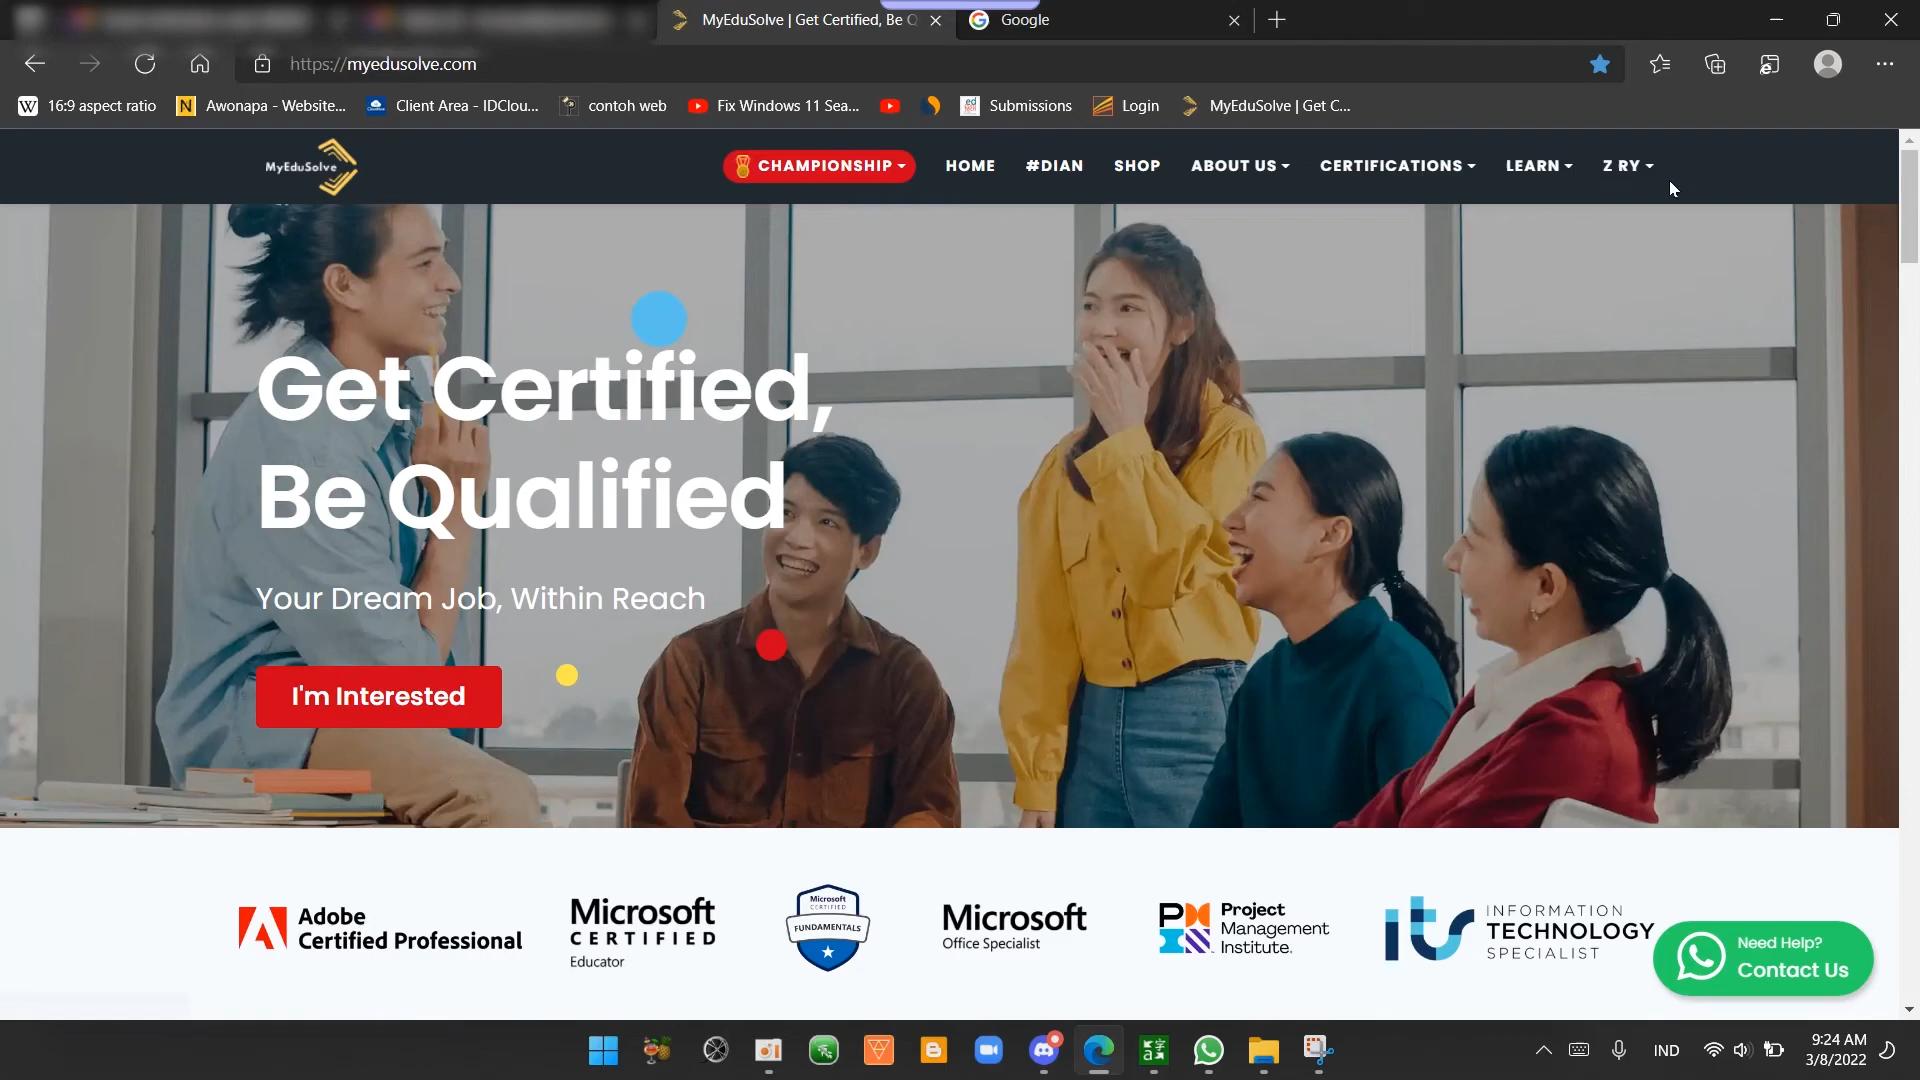 MyEduSolve | Get Certified, Be Q
Google
https://myedusolve.com
16:9 aspect ratio
Awonapa - Website...
Client Area - IDClou...
contoh web
Fix Windows 11 Sea...
Submissions
Login
MyEduSolve | Get C...
MyEduSolve
CHAMPIONSHIP
HOME
#DIAN
SHOP
ABOUT US
CERTIFICATIONS
LEARN
Z RY
Get Certified,
Be Qualified
Your Dream Job, Within Reach
I'm Interested
Adobe
Certified Professional
Microsoft
CERTIFIED
Educator
Microsoft
CERTIFIED
FUNDAMENTALS
Microsoft
Office Specialist
Project
Management
Institute.
its
INFORMATION
TECHNOLOGY
SPECIALIST
Need Help?
Contact Us
IND
9:24 AM
3/8/2022